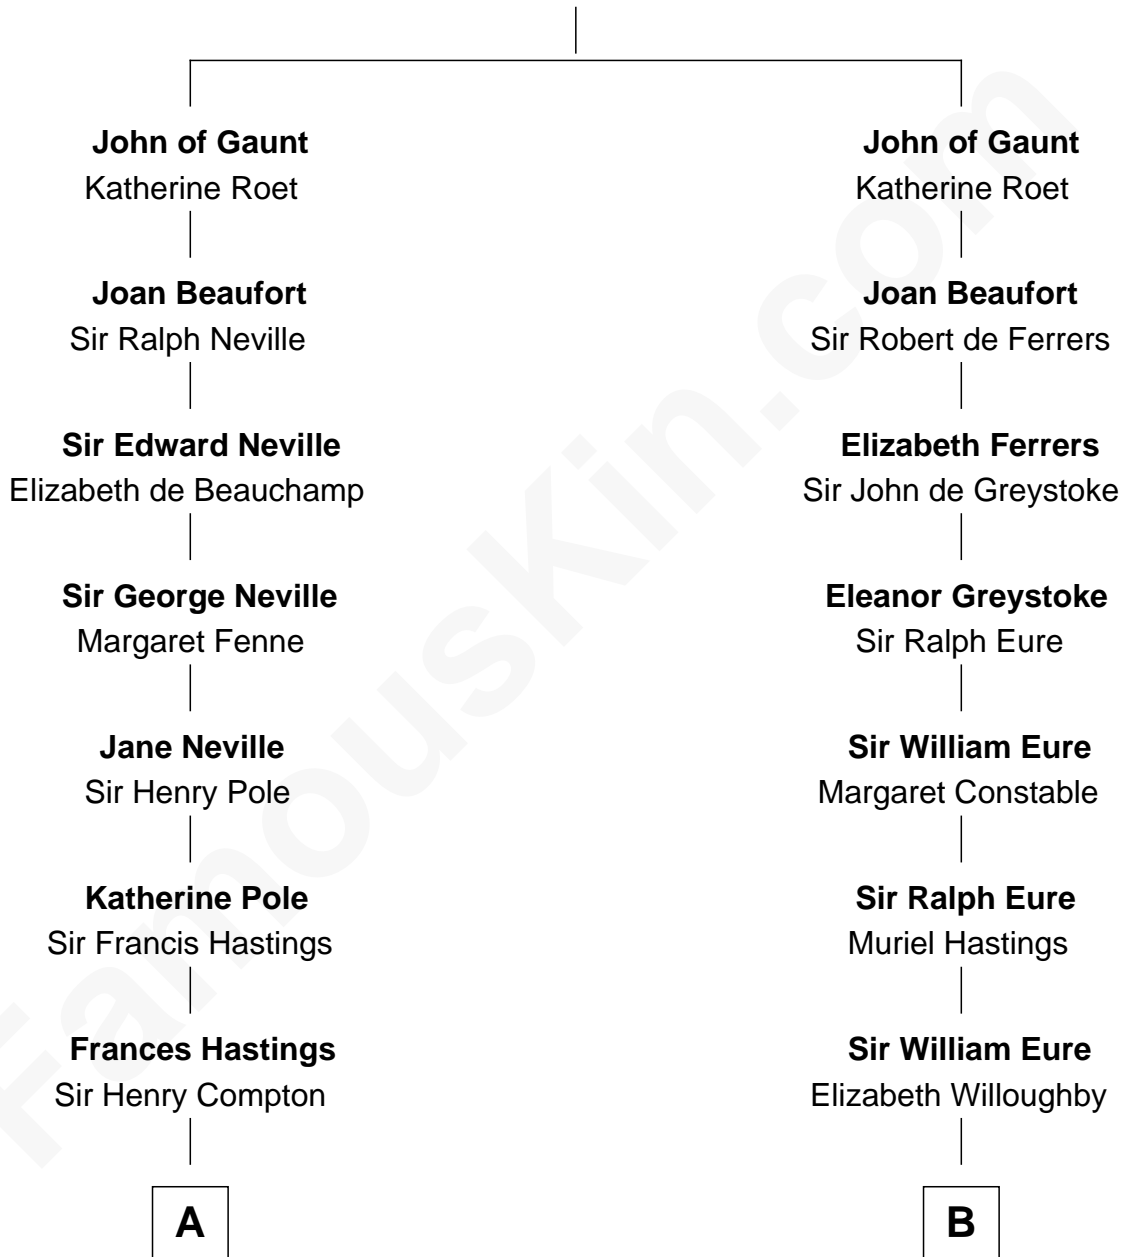 John of Gaunt
Katherine Roet
Joan Beaufort
Sir Ralph Neville
Sir Edward Neville
Elizabeth de Beauchamp
Sir George Neville
Margaret Fenne
Jane Neville
Sir Henry Pole
Katherine Pole
Sir Francis Hastings
Frances Hastings
Sir Henry Compton
A
John of Gaunt
Katherine Roet
Joan Beaufort
Sir Robert de Ferrers
Elizabeth Ferrers
Sir John de Greystoke
Eleanor Greystoke
Sir Ralph Eure
Sir William Eure
Margaret Constable
Sir Ralph Eure
Muriel Hastings
Sir William Eure
Elizabeth Willoughby
B
FamousKin.com